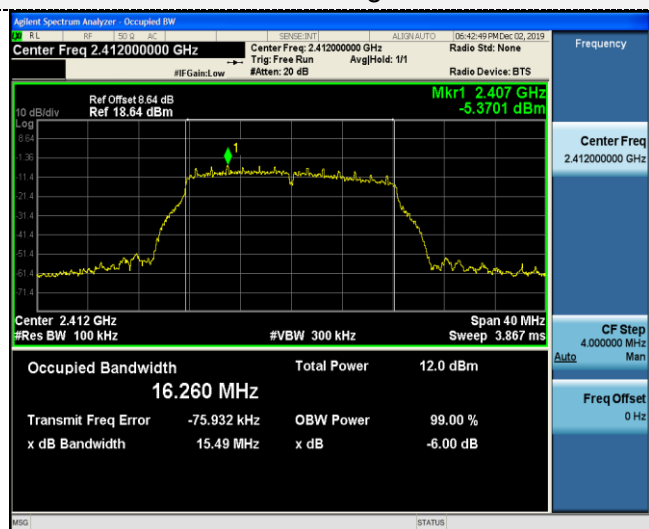 Agilent Spectrum Analyzer - Occupied BW
RL RF 50 Ω AC SENSE:INT ALIGN AUTO 06:42:49 PM Dec 02, 2019
Center Freq 2.412000000 GHz
Center Freq: 2.412000000 GHz
Radio Std: None
Trig: Free Run Avg|Hold: 1/1
#IFGain:Low
#Atten: 20 dB
Radio Device: BTS
Frequency
Mkr1 2.407 GHz
-5.3701 dBm
Ref Offset 8.64 dB
10 dB/div Ref 18.64 dBm
Log
8.64
-1.36
-11.4
-21.4
-31.4
-41.4
-51.4
-61.4
-71.4
1
Center 2.412 GHz
Span 40 MHz
#Res BW 100 kHz
#VBW 300 kHz
Sweep 3.867 ms
Occupied Bandwidth
16.260 MHz
Total Power 12.0 dBm
Transmit Freq Error -75.932 kHz
OBW Power 99.00 %
x dB Bandwidth 15.49 MHz
x dB -6.00 dB
Center Freq
2.412000000 GHz
CF Step
4.000000 MHz
Auto Man
Freq Offset
0 Hz
MSG STATUS